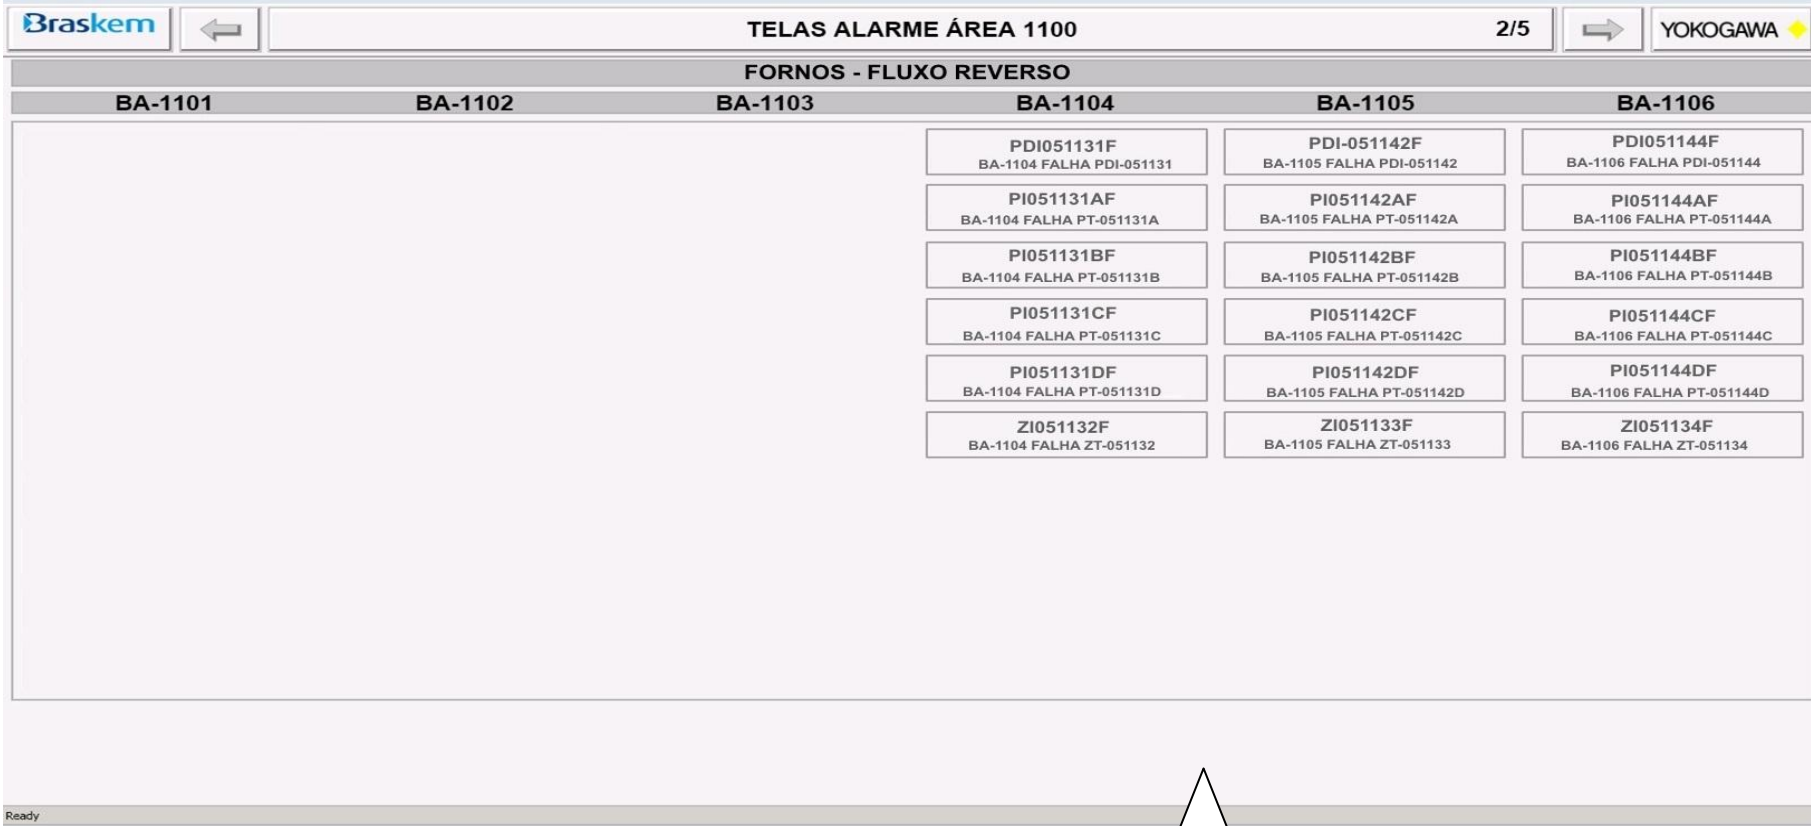 Braskem
TELAS ALARME ÁREA 1100
2/5
YOKOGAWA
FORNOS - FLUXO REVERSO
BA-1101 BA-1102 BA-1103 BA-1104 BA-1105 BA-1106
PDI051131F
BA-1104 FALHA PDI-051131
PDI-051142F
BA-1105 FALHA PDI-051142
PDI051144F
BA-1106 FALHA PDI-051144
PI051131AF
BA-1104 FALHA PT-051131A
PI051142AF
BA-1105 FALHA PT-051142A
PI051144AF
BA-1106 FALHA PT-051144A
PI051131BF
BA-1104 FALHA PT-051131B
PI051142BF
BA-1105 FALHA PT-051142B
PI051144BF
BA-1106 FALHA PT-051144B
PI051131CF
BA-1104 FALHA PT-051131C
PI051142CF
BA-1105 FALHA PT-051142C
PI051144CF
BA-1106 FALHA PT-051144C
PI051131DF
BA-1104 FALHA PT-051131D
PI051142DF
BA-1105 FALHA PT-051142D
PI051144DF
BA-1106 FALHA PT-051144D
ZI051132F
BA-1104 FALHA ZT-051132
ZI051133F
BA-1105 FALHA ZT-051133
ZI051134F
BA-1106 FALHA ZT-051134
Ready